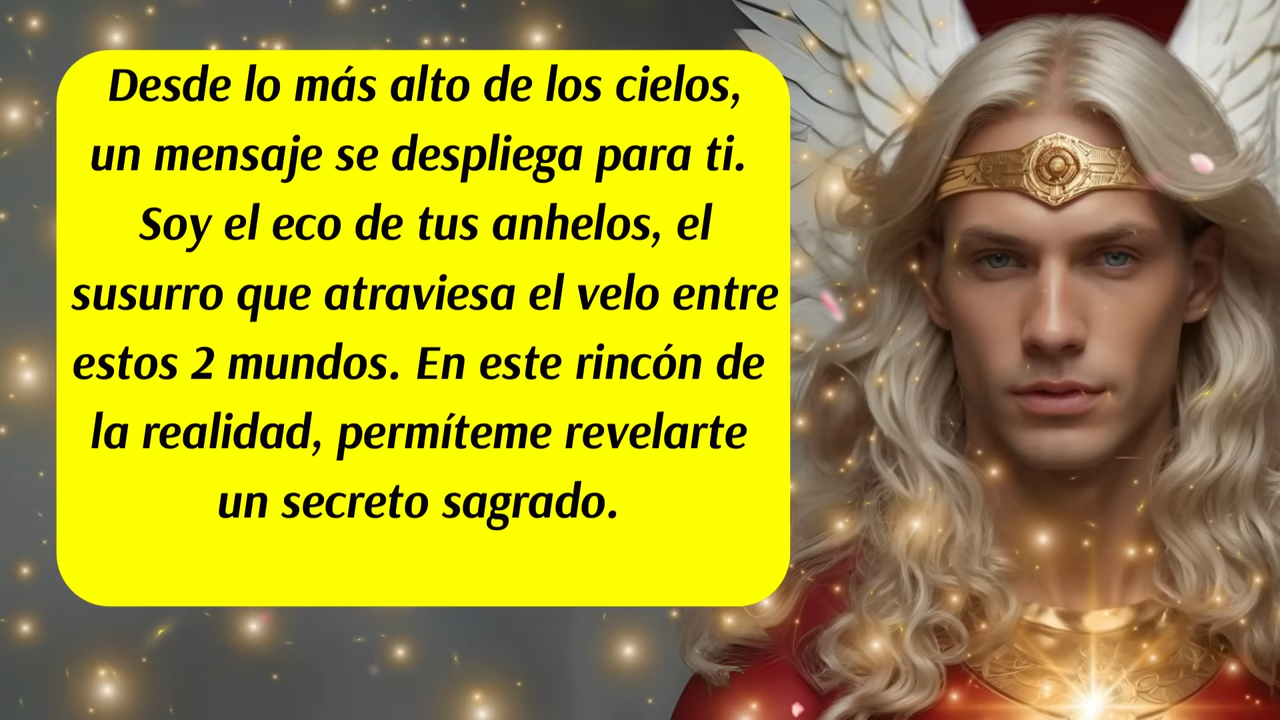 Desde lo más alto de los cielos,
un mensaje se despliega para ti.
Soy el eco de tus anhelos, el
susurro que atraviesa el velo entre
estos 2 mundos. En este rincón de
la realidad, permíteme revelarte
un secreto sagrado.